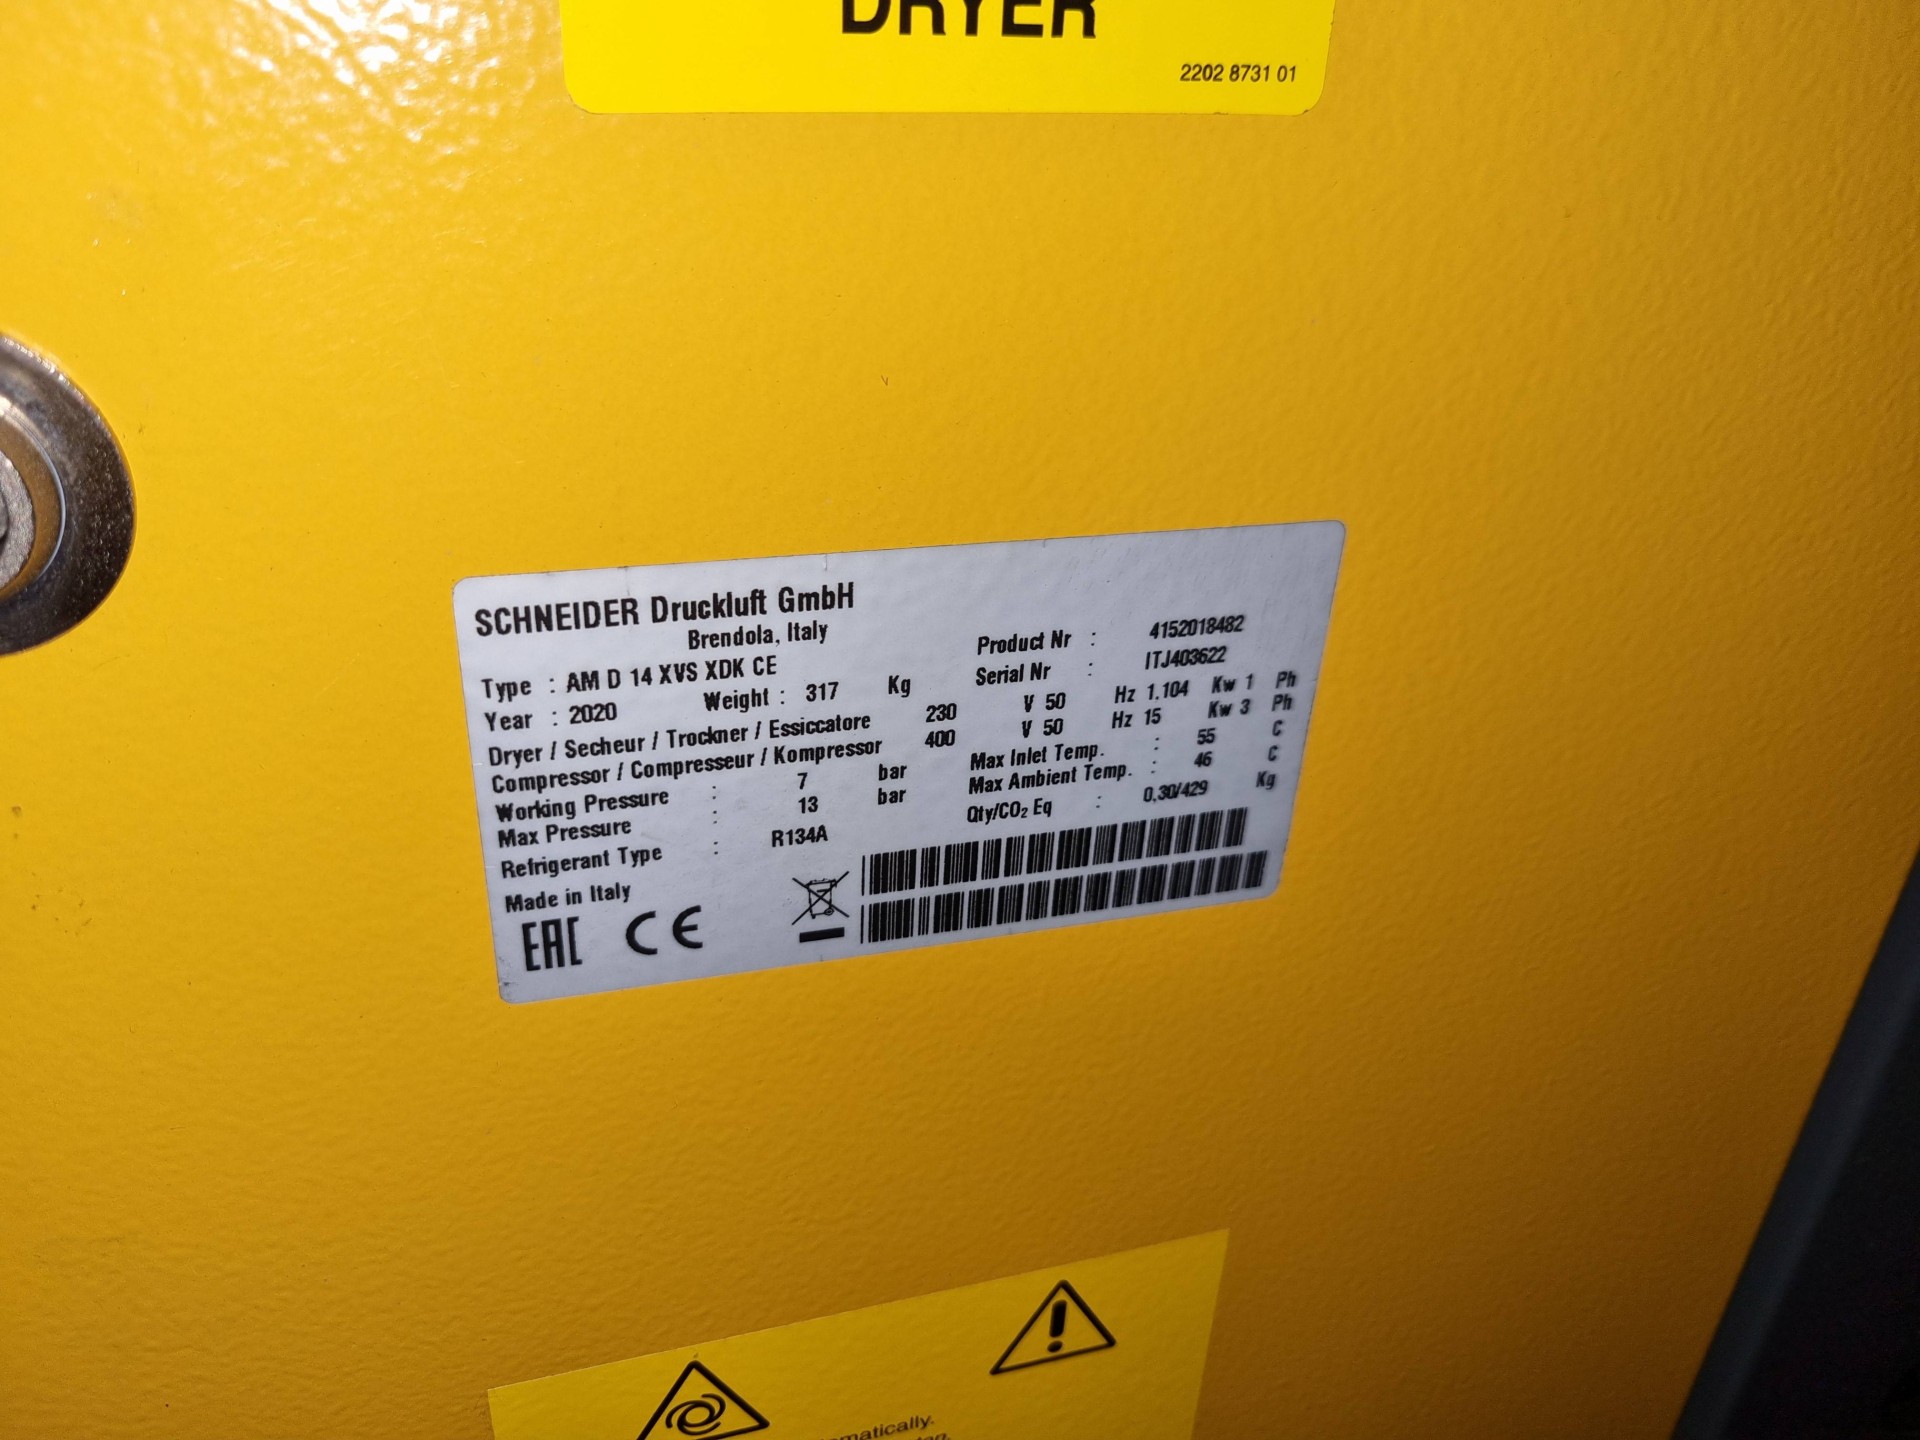 DRYER
2202 8731 01
SCHNEIDER Druckluft GmbH
Brendola, Italy
Type : AM D 14 XVS XDK CE
Product Nr : 4152018482
Year : 2020 Weight : 317 Kg
Serial Nr : ITJ403622
Dryer / Secheur / Trockner / Essiccatore 230 V 50 Hz 1.104 Kw 1 Ph
Compressor / Compresseur / Kompressor 400 V 50 Hz 15 Kw 3 Ph
Working Pressure : 7 bar Max Inlet Temp. : 55 C
Max Pressure : 13 bar Max Ambient Temp. : 46 C
Refrigerant Type : R134A Qty/CO₂ Eq : 0,30/429 Kg
Made in Italy
EAC CE
matically.